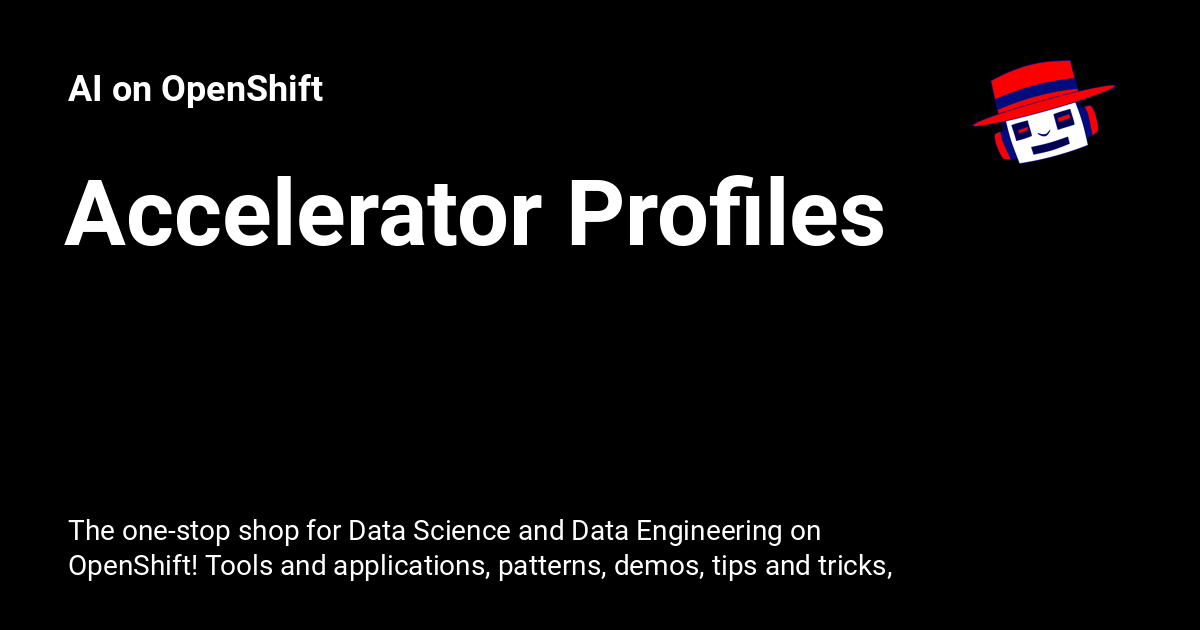 AI on OpenShift
Accelerator Profiles
The one-stop shop for Data Science and Data Engineering on
OpenShift! Tools and applications, patterns, demos, tips and tricks,